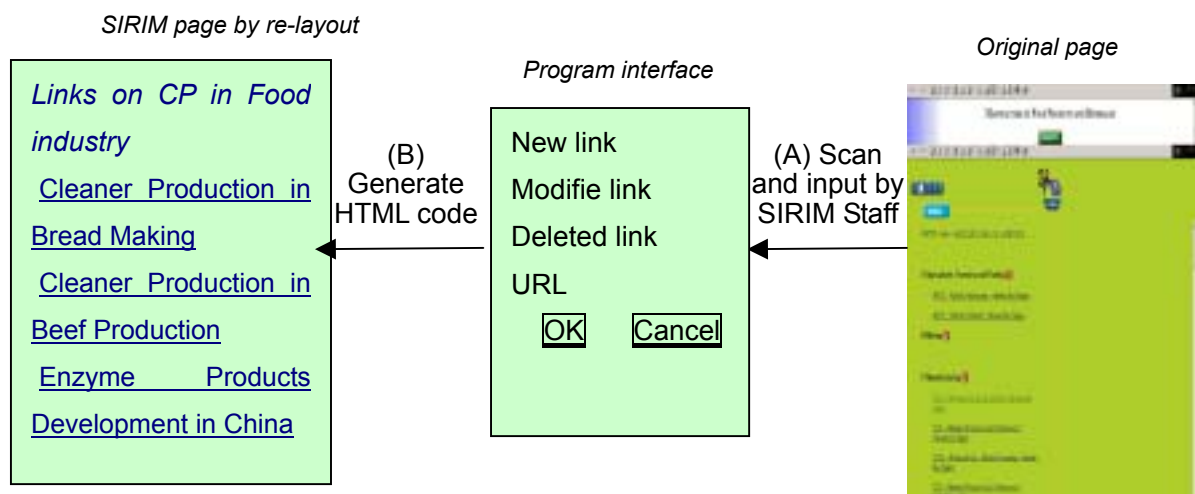 SIRIM page by re-layout
Links on CP in Food
industry
Cleaner Production in
Bread Making
Cleaner Production in
Beef Production
Enzyme Products
Development in China
(B)
Generate
HTML code
Program interface
New link
Modifie link
Deleted link
URL
OK Cancel
(A) Scan
and input by
SIRIM Staff
Original page